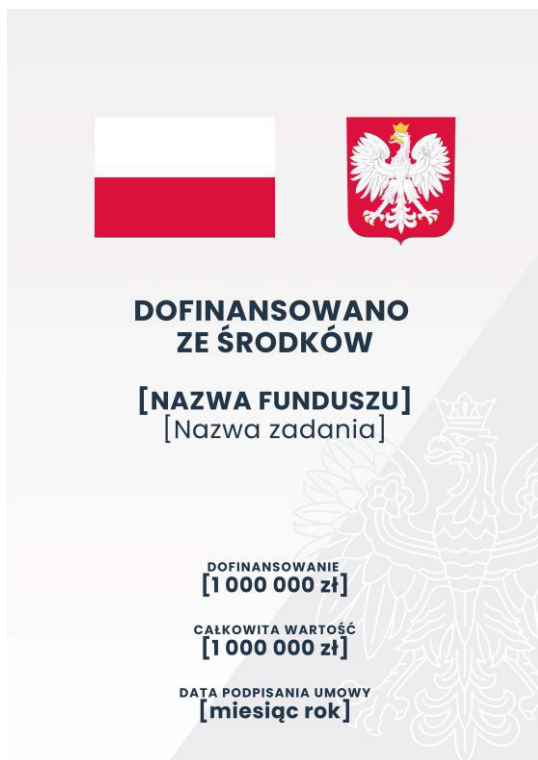 DOFINANSOWANO
ZE ŚRODKÓW
[NAZWA FUNDUSZU]
[Nazwa zadania]
DOFINANSOWANIE
[1 000 000 zł]
CAŁKOWITA WARTOŚĆ
[1 000 000 zł]
DATA PODPISANIA UMOWY
[miesiąc rok]